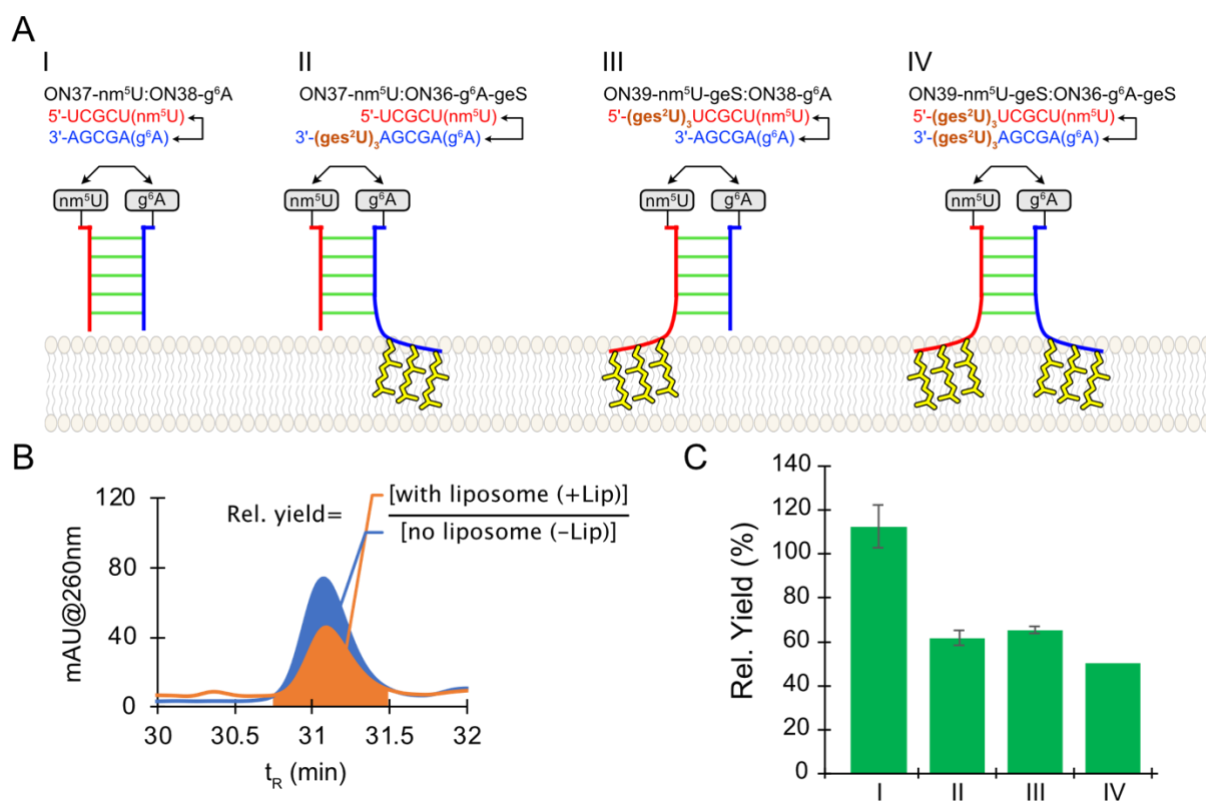 A
I
ON37-nm⁵U:ON38-g⁶A
5'-UCGCU(nm⁵U)
3'-AGCGA(g⁶A)
nm⁵U
g⁶A
II
ON37-nm⁵U:ON36-g⁶A-geS
5'-UCGCU(nm⁵U)
3'-(ges²U)₃AGCGA(g⁶A)
nm⁵U
g⁶A
III
ON39-nm⁵U-geS:ON38-g⁶A
5'-(ges²U)₃UCGCU(nm⁵U)
3'-AGCGA(g⁶A)
nm⁵U
g⁶A
IV
ON39-nm⁵U-geS:ON36-g⁶A-geS
5'-(ges²U)₃UCGCU(nm⁵U)
3'-(ges²U)₃AGCGA(g⁶A)
nm⁵U
g⁶A
B
mAU@260nm
120
80
40
0
30
30.5
31
31.5
32
tR (min)
Rel. yield=
[with liposome (+Lip)]
[no liposome (–Lip)]
C
Rel. Yield (%)
140
120
100
80
60
40
20
0
I
II
III
IV